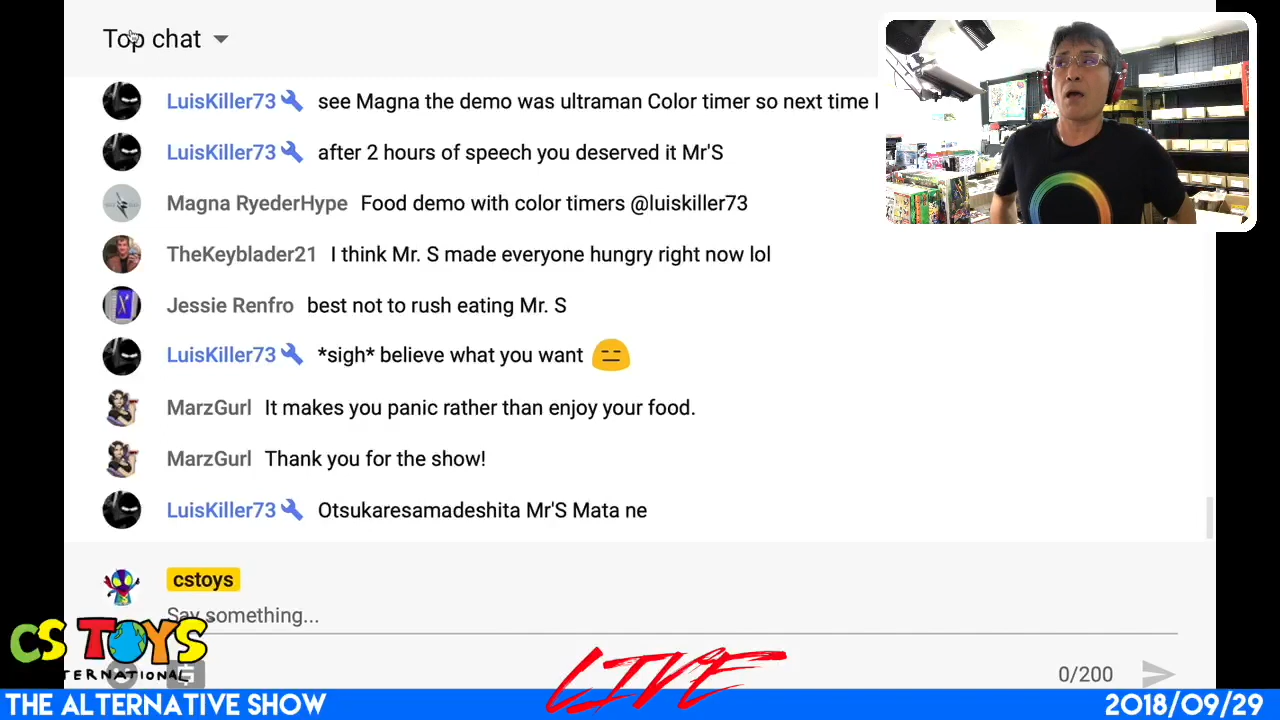 Top chat
LuisKiller73 see Magna the demo was ultraman Color timer so next time
LuisKiller73 after 2 hours of speech you deserved it Mr'S
Magna RyederHype Food demo with color timers @luiskiller73
TheKeyblader21 I think Mr. S made everyone hungry right now lol
Jessie Renfro best not to rush eating Mr. S
LuisKiller73 *sigh* believe what you want
MarzGurl It makes you panic rather than enjoy your food.
MarzGurl Thank you for the show!
LuisKiller73 Otsukaresamadeshita Mr'S Mata ne
cstoys
Say something...
CS TOYS
TERNATIONAL
LIVE
0/200
THE ALTERNATIVE SHOW
2018/09/29